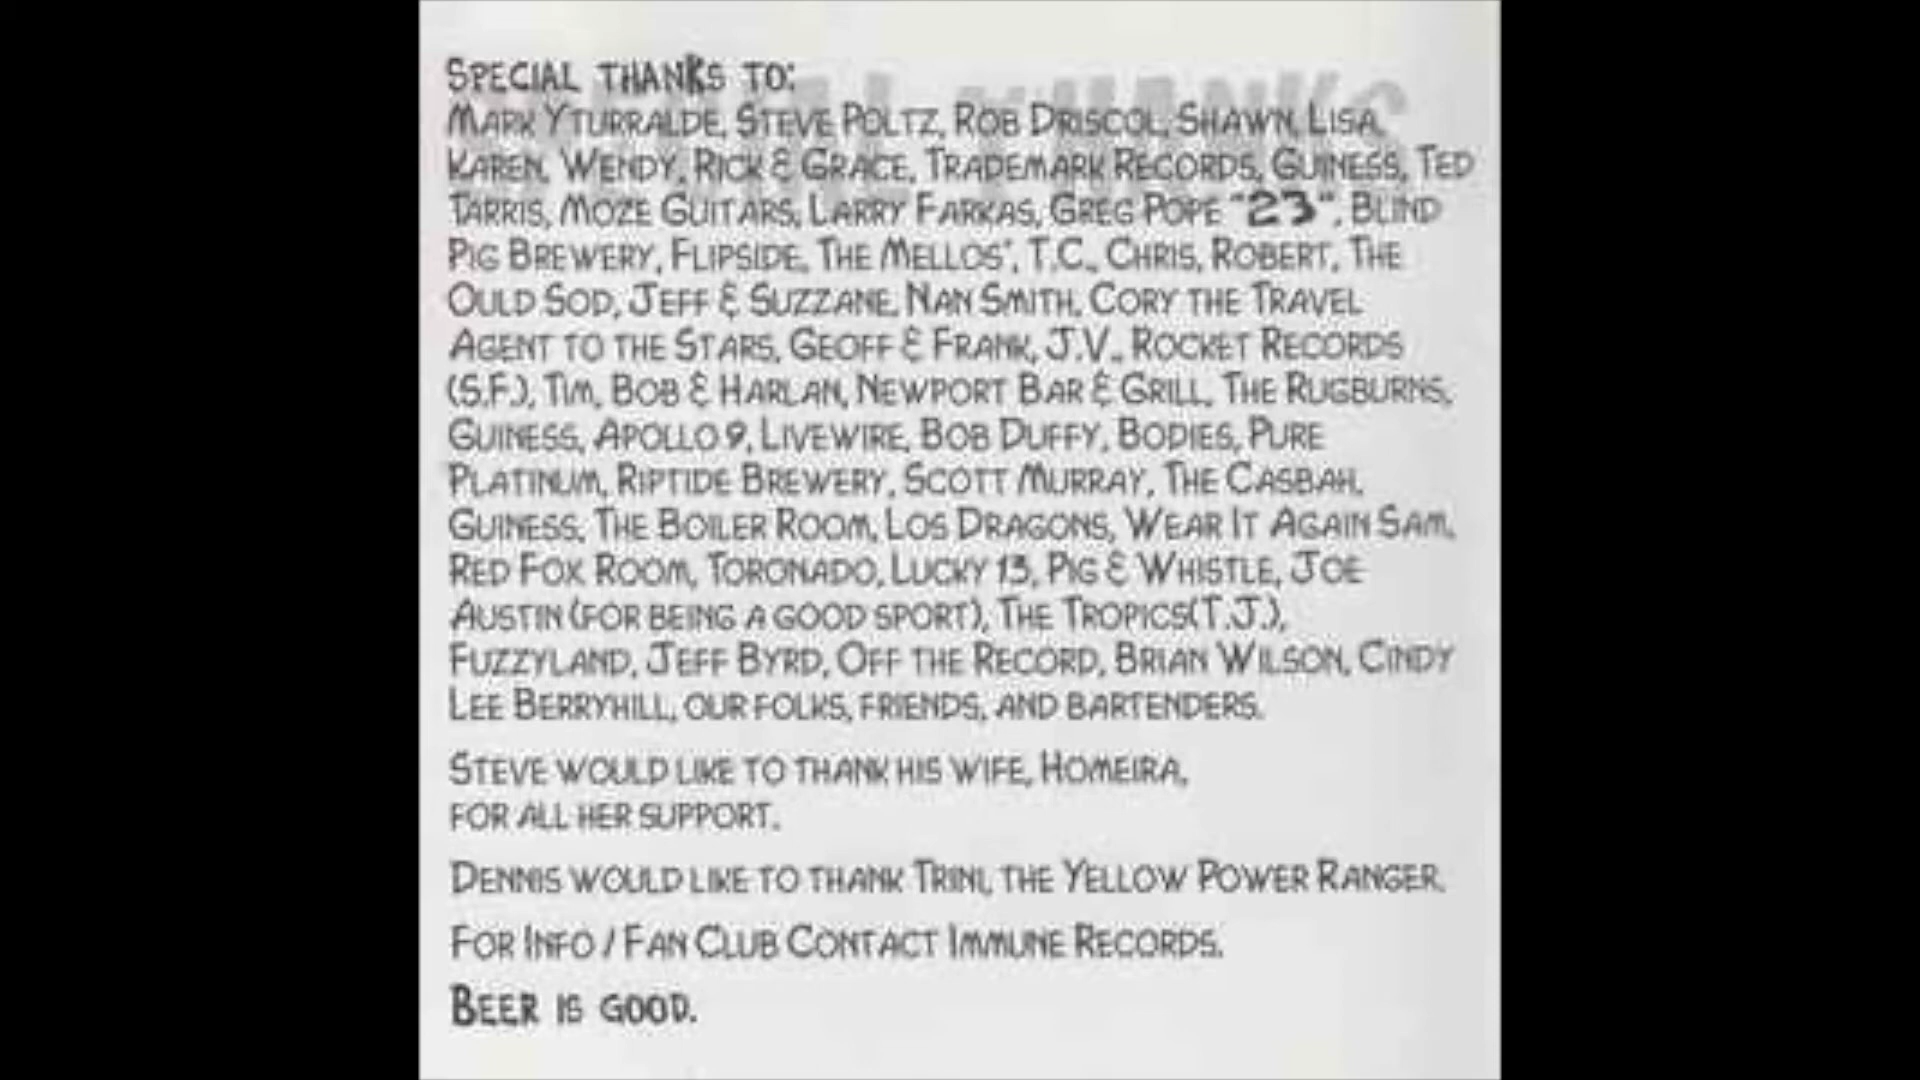 SPECIAL THANKS TO:
MARK YTURRALDE, STEVE POLTZ, ROB DRISCOL, SHAWN, LISA,
KAREN, WENDY, RICK & GRACE, TRADEMARK RECORDS, GUINESS, TED
TARRIS, MOZE GUITARS, LARRY FARKAS, GREG POPE "23", BLIND
PIG BREWERY, FLIPSIDE, THE MELLOS', T.C., CHRIS, ROBERT, THE
OULD SOD, JEFF & SUZZANE, NAN SMITH, CORY THE TRAVEL
AGENT TO THE STARS, GEOFF & FRANK, J.V., ROCKET RECORDS
(S.F.), TIM, BOB & HARLAN, NEWPORT BAR & GRILL, THE RUGBURNS,
GUINESS, APOLLO 9, LIVEWIRE, BOB DUFFY, BODIES, PURE
PLATINUM, RIPTIDE BREWERY, SCOTT MURRAY, THE CASBAH,
GUINESS, THE BOILER ROOM, LOS DRAGONS, WEAR IT AGAIN SAM,
RED FOX ROOM, TORONADO, LUCKY 13, PIG & WHISTLE, JOE
AUSTIN (FOR BEING A GOOD SPORT), THE TROPICS(T.J.),
FUZZYLAND, JEFF BYRD, OFF THE RECORD, BRIAN WILSON, CINDY
LEE BERRYHILL, OUR FOLKS, FRIENDS, AND BARTENDERS.
STEVE WOULD LIKE TO THANK HIS WIFE, HOMEIRA,
FOR ALL HER SUPPORT.
DENNIS WOULD LIKE TO THANK TRINI, THE YELLOW POWER RANGER.
FOR INFO / FAN CLUB CONTACT IMMUNE RECORDS.
BEER IS GOOD.